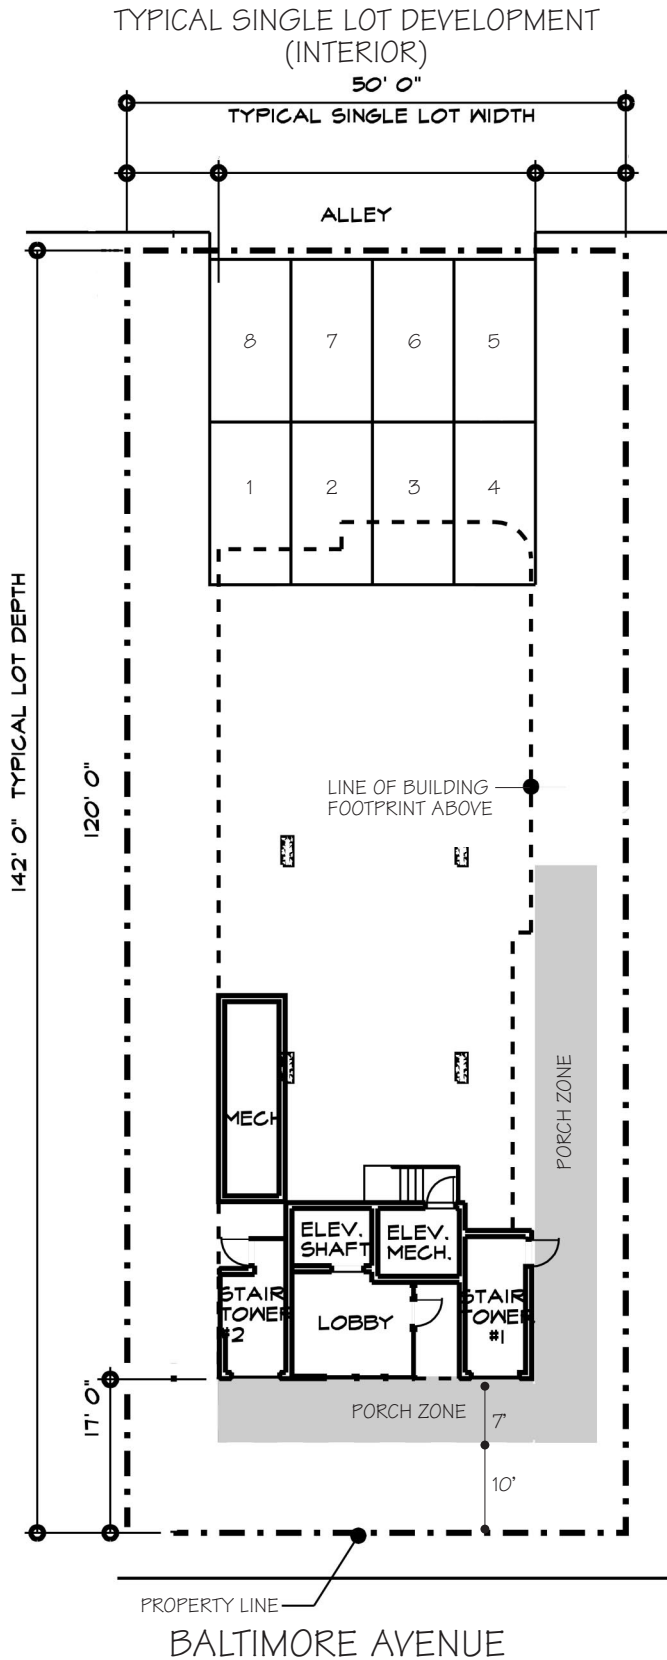 TYPICAL SINGLE LOT DEVELOPMENT
(INTERIOR)
50' 0"
TYPICAL SINGLE LOT WIDTH
ALLEY
8 7 6 5
1 2 3 4
142' 0" TYPICAL LOT DEPTH
120' 0"
LINE OF BUILDING
FOOTPRINT ABOVE
PORCH ZONE
MECH
ELEV.
SHAFT
ELEV.
MECH.
STAIR
TOWER
#2
LOBBY
STAIR
TOWER
#1
17' 0"
PORCH ZONE
7'
10'
PROPERTY LINE
BALTIMORE AVENUE